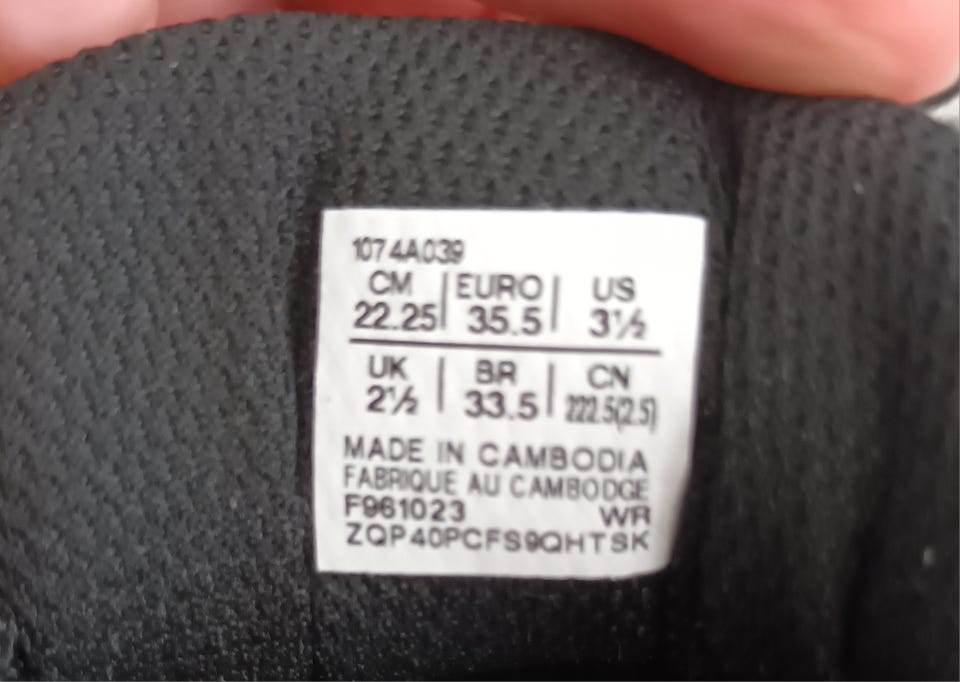 1074A039
CM | EURO | US
22.25 | 35.5 | 3½
UK | BR | CN
2½ | 33.5 | 222.5(2.5)
MADE IN CAMBODIA
FABRIQUE AU CAMBODGE
F961023 WR
ZQP40PCFS9QHTSK